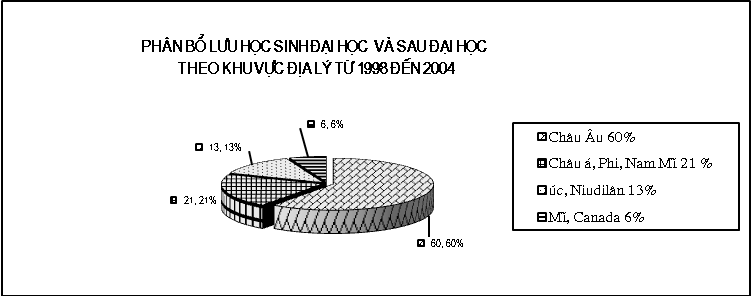 PHÂN BỔ LƯU HỌC SINH ĐẠI HỌC VÀ SAU ĐẠI HỌC
THEO KHU VỰC ĐỊA LÝ TỪ 1998 ĐẾN 2004
6, 6%
13, 13%
21, 21%
60, 60%
Châu Âu 60%
Châu á, Phi, Nam Mĩ 21 %
úc, Niudilân 13%
Mĩ, Canada 6%